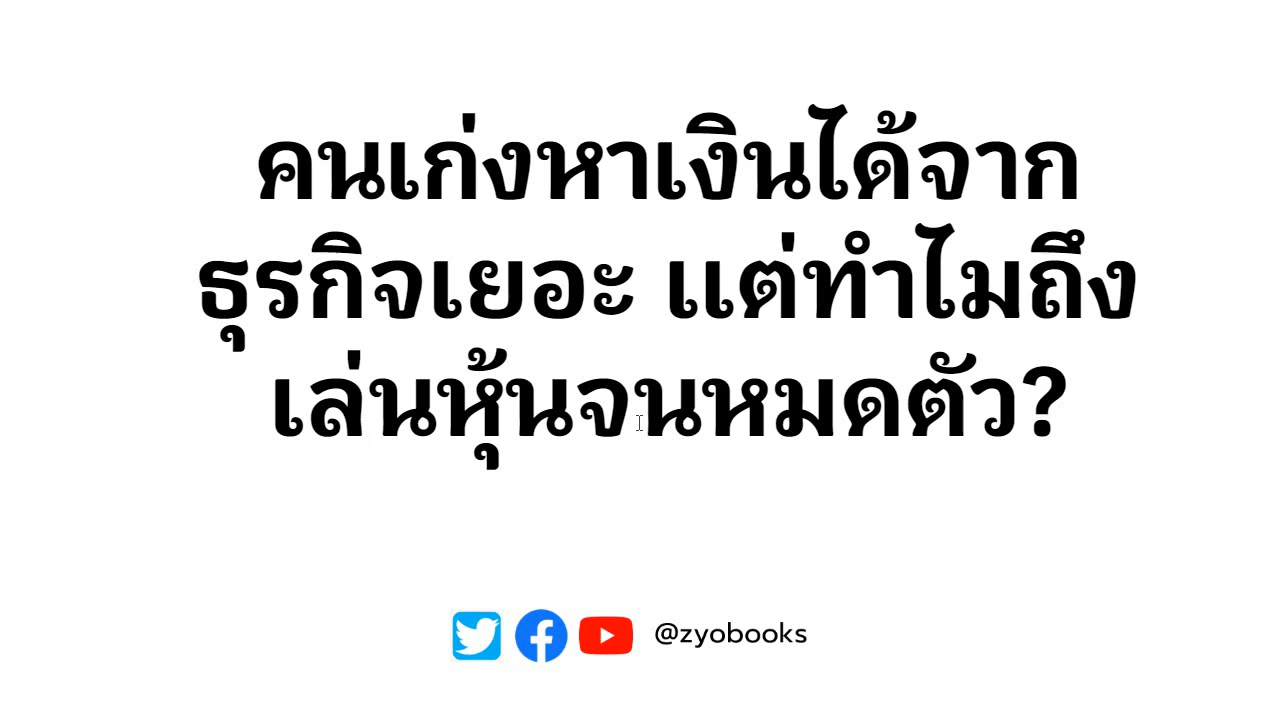 คนเก่งหาเงินได้จาก
ธุรกิจเยอะ แต่ทำไมถึง
เล่นหุ้นจนหมดตัว?
@zyobooks